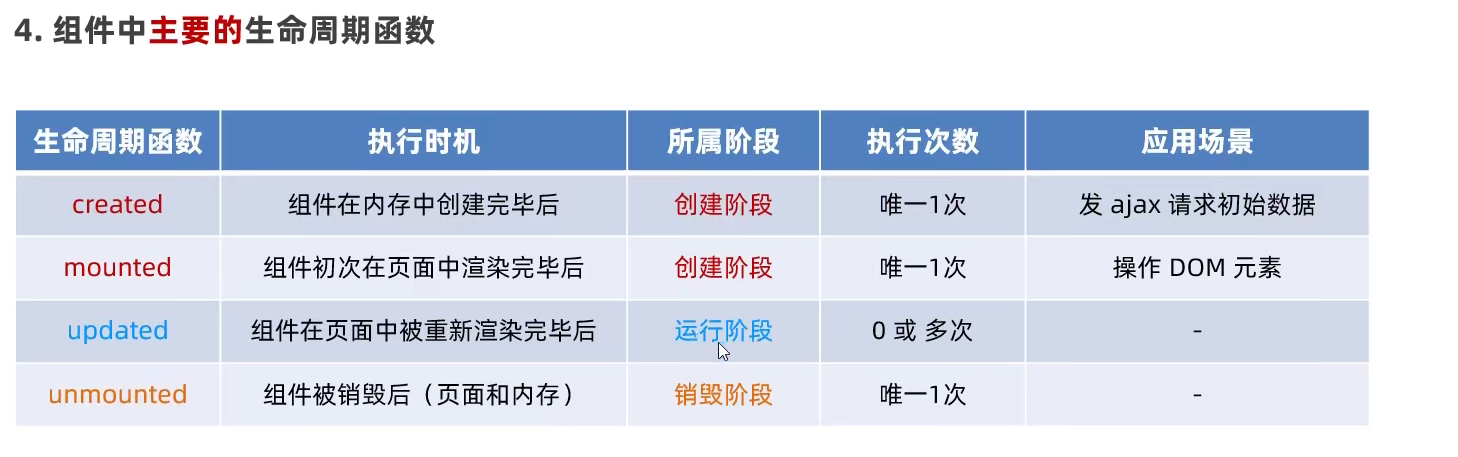 4. 组件中主要的生命周期函数
生命周期函数 执行时机 所属阶段 执行次数 应用场景
created 组件在内存中创建完毕后 创建阶段 唯一1次 发 ajax 请求初始数据
mounted 组件初次在页面中渲染完毕后 创建阶段 唯一1次 操作 DOM 元素
updated 组件在页面中被重新渲染完毕后 运行阶段 0 或 多次 -
unmounted 组件被销毁后（页面和内存） 销毁阶段 唯一1次 -